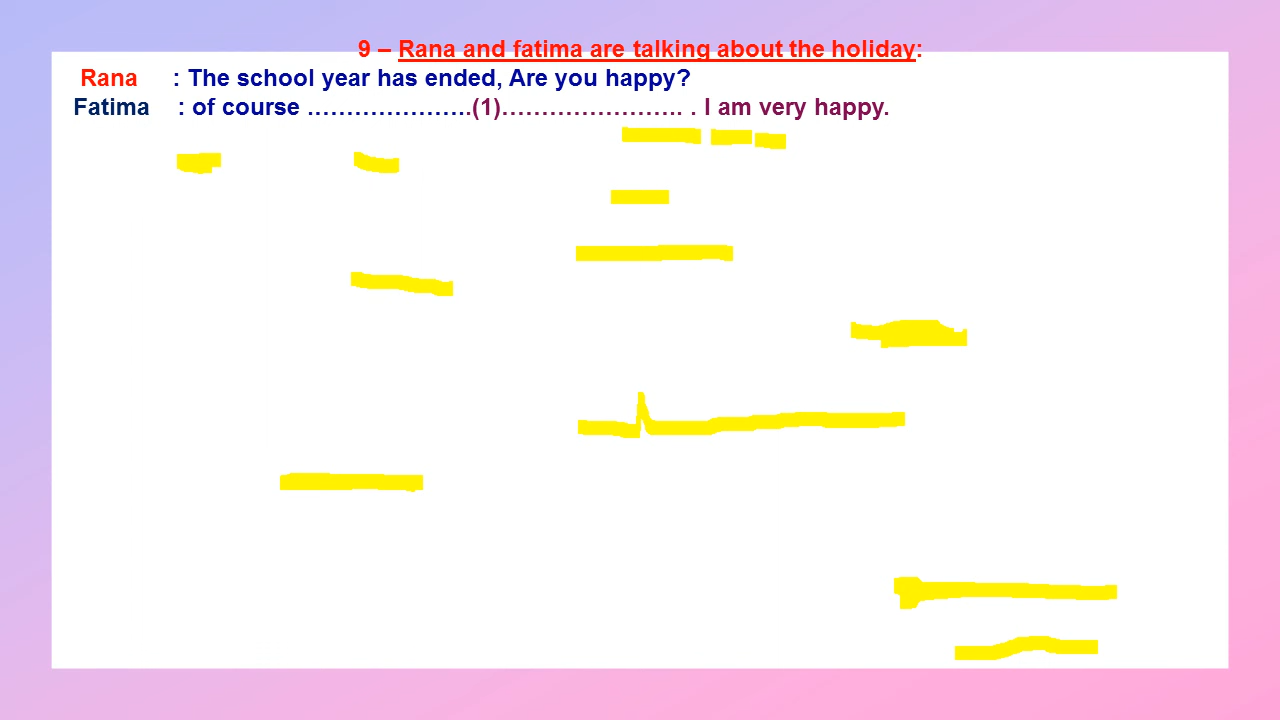 9 – Rana and fatima are talking about the holiday:
Rana : The school year has ended, Are you happy?
Fatima : of course …………………..(1)………………….. . I am very happy.